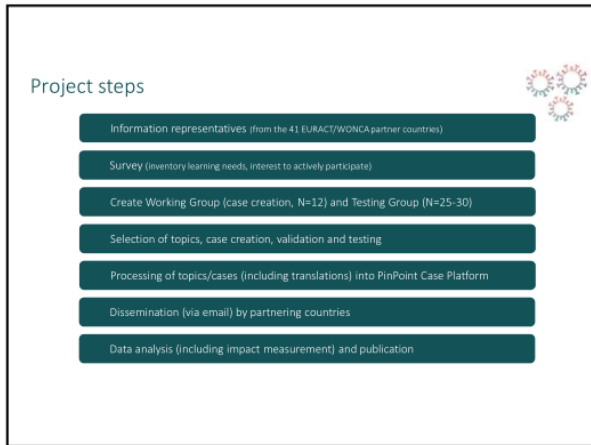 Project steps
Information representatives (from the 41 EURACT/WONCA partner countries)
Survey (inventory learning needs, interest to actively participate)
Create Working Group (case creation, N=12) and Testing Group (N=25-30)
Selection of topics, case creation, validation and testing
Processing of topics/cases (including translations) into PinPoint Case Platform
Dissemination (via email) by partnering countries
Data analysis (including impact measurement) and publication